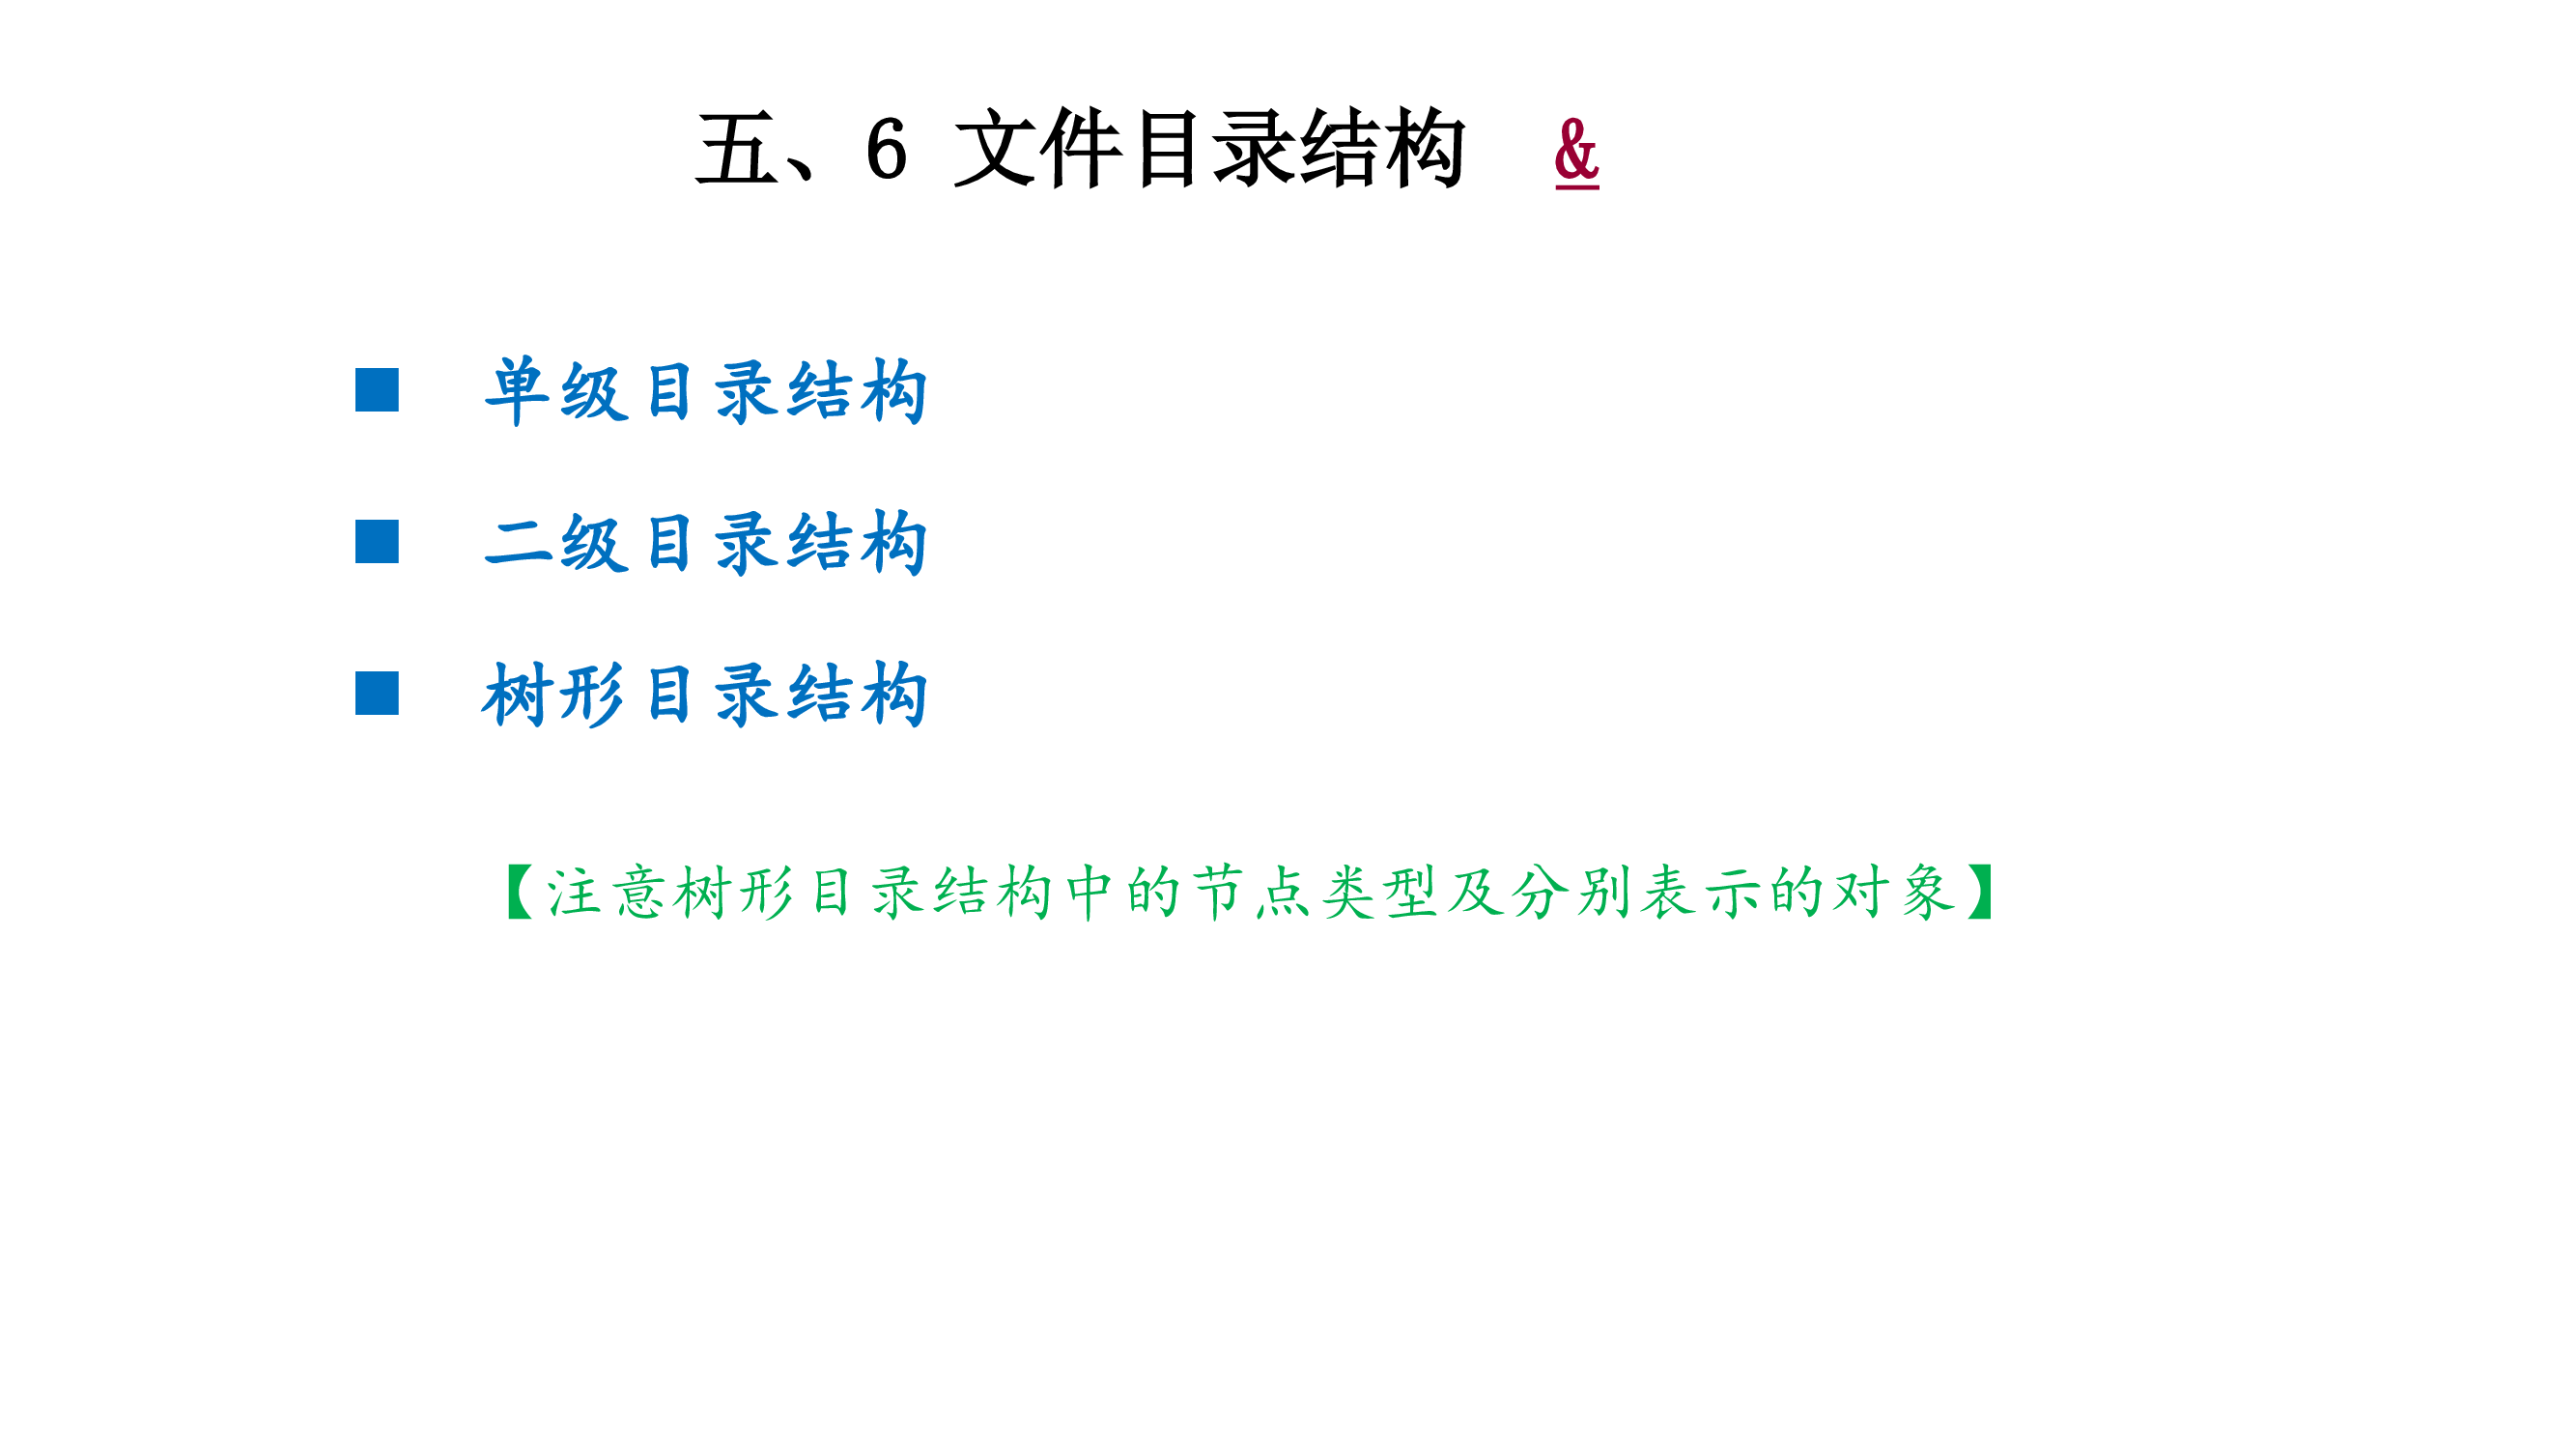 五、6 文件目录结构 &
■ 单级目录结构
■ 二级目录结构
■ 树形目录结构
【注意树形目录结构中的节点类型及分别表示的对象】